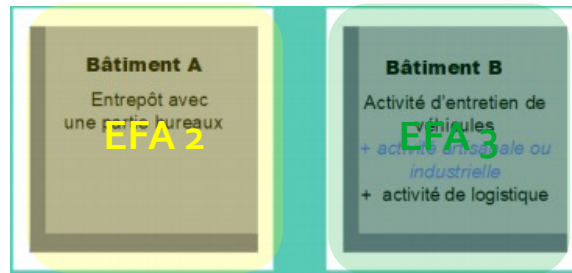 Bâtiment A
Entrepôt avec
une partie bureaux
EFA 2
Bâtiment B
Activité d'entretien de
véhicules
EFA 3
+ activité artisanale ou
industrielle
+ activité de logistique